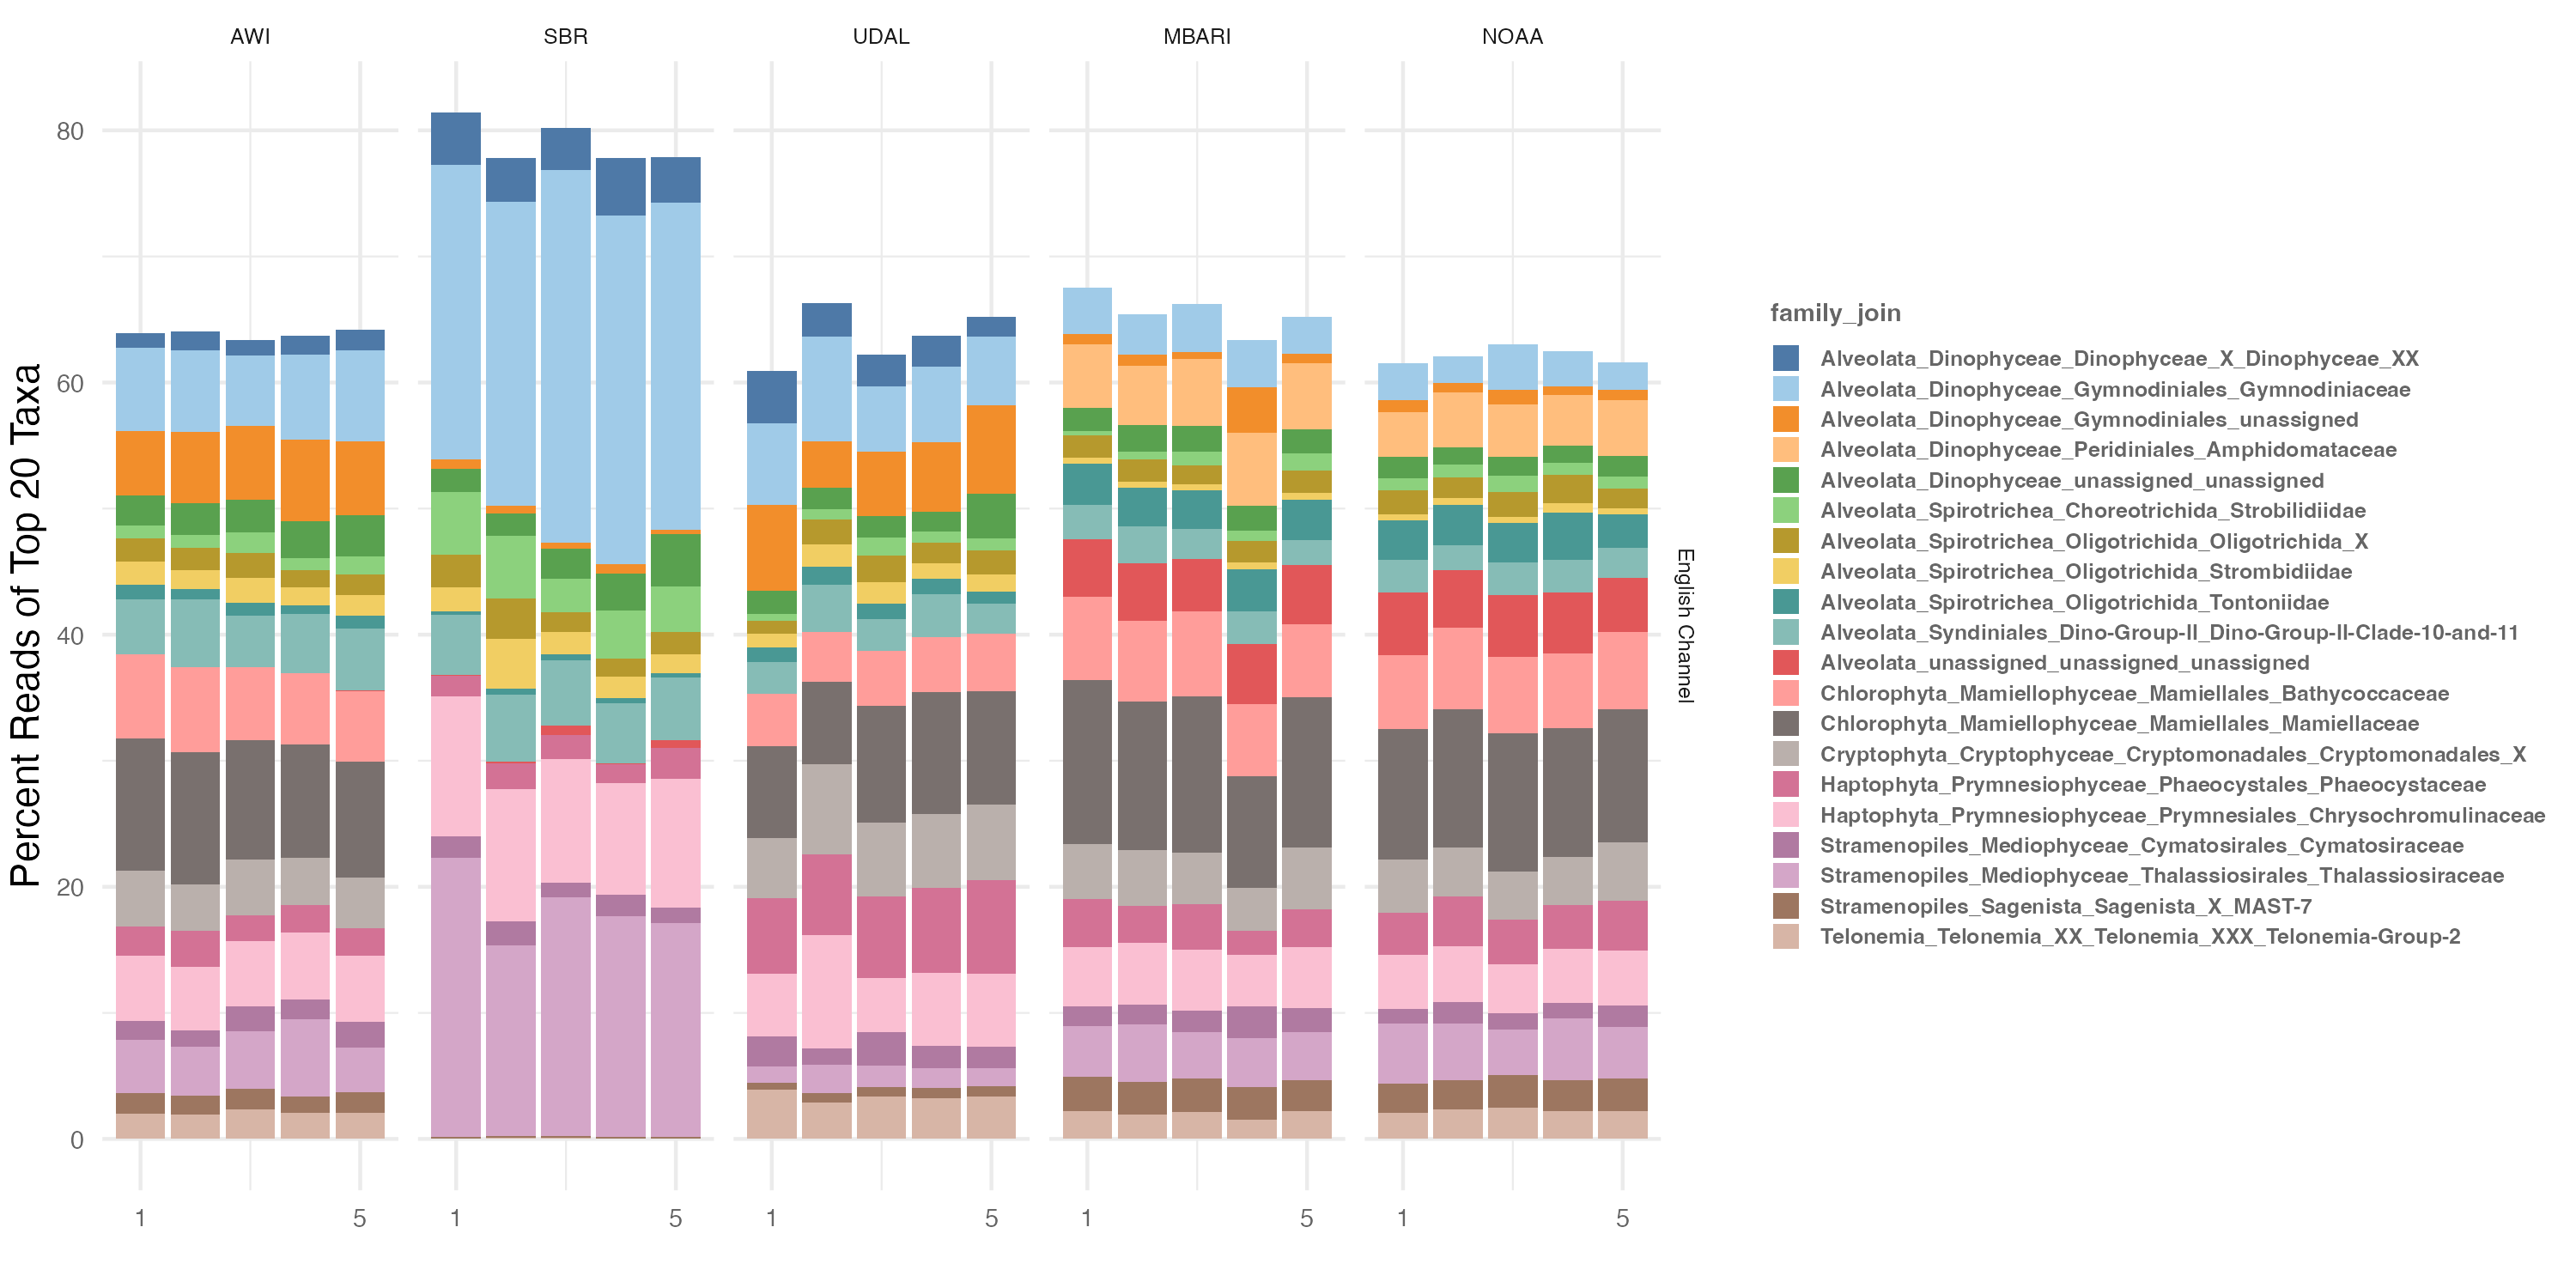 AWI
SBR
UDAL
MBARI
NOAA
Percent Reads of Top 20 Taxa
80
60
40
20
0
1
5
1
5
1
5
1
5
1
5
English Channel
family_join
Alveolata_Dinophyceae_Dinophyceae_X_Dinophyceae_XX
Alveolata_Dinophyceae_Gymnodiniales_Gymnodiniaceae
Alveolata_Dinophyceae_Gymnodiniales_unassigned
Alveolata_Dinophyceae_Peridiniales_Amphidomataceae
Alveolata_Dinophyceae_unassigned_unassigned
Alveolata_Spirotrichea_Choreotrichida_Strobilidiidae
Alveolata_Spirotrichea_Oligotrichida_Oligotrichida_X
Alveolata_Spirotrichea_Oligotrichida_Strombidiidae
Alveolata_Spirotrichea_Oligotrichida_Tontoniidae
Alveolata_Syndiniales_Dino-Group-II_Dino-Group-II-Clade-10-and-11
Alveolata_unassigned_unassigned_unassigned
Chlorophyta_Mamiellophyceae_Mamiellales_Bathycoccaceae
Chlorophyta_Mamiellophyceae_Mamiellales_Mamiellaceae
Cryptophyta_Cryptophyceae_Cryptomonadales_Cryptomonadales_X
Haptophyta_Prymnesiophyceae_Phaeocystales_Phaeocystaceae
Haptophyta_Prymnesiophyceae_Prymnesiales_Chrysochromulinaceae
Stramenopiles_Mediophyceae_Cymatosirales_Cymatosiraceae
Stramenopiles_Mediophyceae_Thalassiosirales_Thalassiosiraceae
Stramenopiles_Sagenista_Sagenista_X_MAST-7
Telonemia_Telonemia_XX_Telonemia_XXX_Telonemia-Group-2